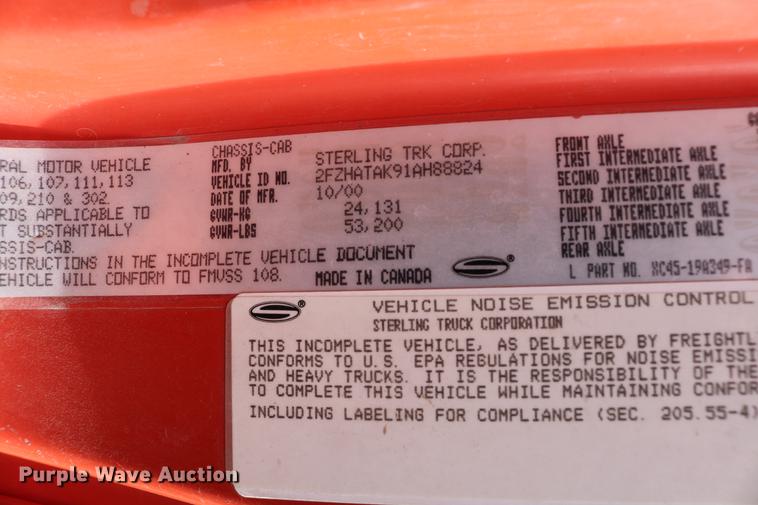 RAL MOTOR VEHICLE
106, 107, 111, 113
09, 210 & 302.
RDS APPLICABLE TO
T SUBSTANTIALLY
SSIS-CAB.
NSTRUCTIONS IN THE INCOMPLETE VEHICLE DOCUMENT
EHICLE WILL CONFORM TO FMVSS 108.
CHASSIS-CAB
MFD. BY STERLING TRK CORP.
VEHICLE ID NO. 2FZHATAK91AH88824
DATE OF MFR. 10/00
GVWR-KG 24,131
GVWR-LBS 53,200
MADE IN CANADA
FRONT AXLE
FIRST INTERMEDIATE AXLE
SECOND INTERMEDIATE AXLE
THIRD INTERMEDIATE AXLE
FOURTH INTERMEDIATE AXLE
FIFTH INTERMEDIATE AXLE
REAR AXLE
L PART NO. XC45-19A349-FA
VEHICLE NOISE EMISSION CONTROL
STERLING TRUCK CORPORATION
THIS INCOMPLETE VEHICLE, AS DELIVERED BY FREIGHTL
CONFORMS TO U.S. EPA REGULATIONS FOR NOISE EMISSI
AND HEAVY TRUCKS. IT IS THE RESPONSIBILITY OF THE
TO COMPLETE THIS VEHICLE WHILE MAINTAINING CONFOR
INCLUDING LABELING FOR COMPLIANCE (SEC. 205.55-4)
Purple Wave Auction